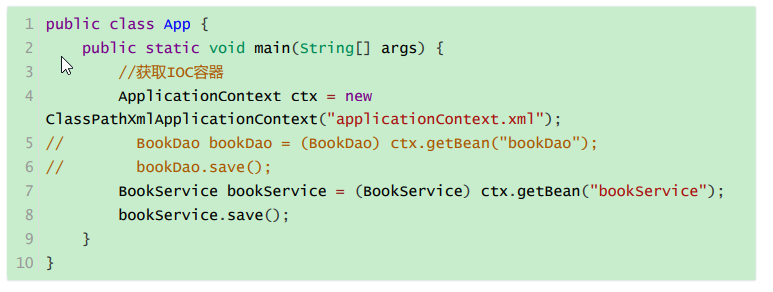 1 public class App {
2     public static void main(String[] args) {
3         //获取IOC容器
4         ApplicationContext ctx = new
ClassPathXmlApplicationContext("applicationContext.xml");
5 //        BookDao bookDao = (BookDao) ctx.getBean("bookDao");
6 //        bookDao.save();
7         BookService bookService = (BookService) ctx.getBean("bookService");
8         bookService.save();
9     }
10 }